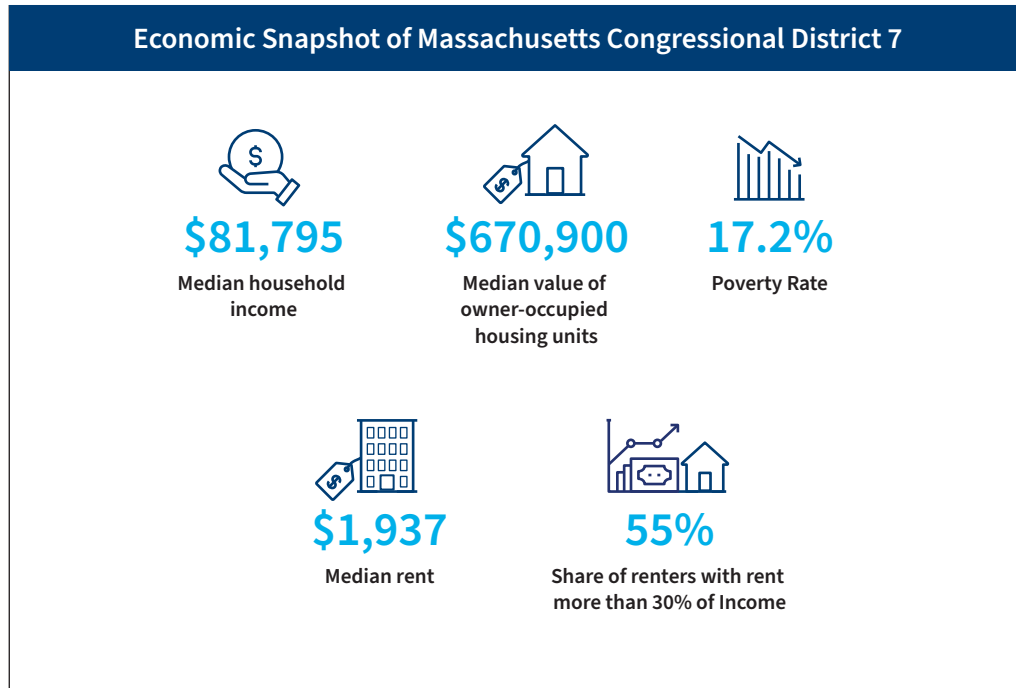 Economic Snapshot of Massachusetts Congressional District 7
$
$81,795
Median household
income
$
$670,900
Median value of
owner-occupied
housing units
17.2%
Poverty Rate
$
$1,937
Median rent
55%
Share of renters with rent
more than 30% of Income